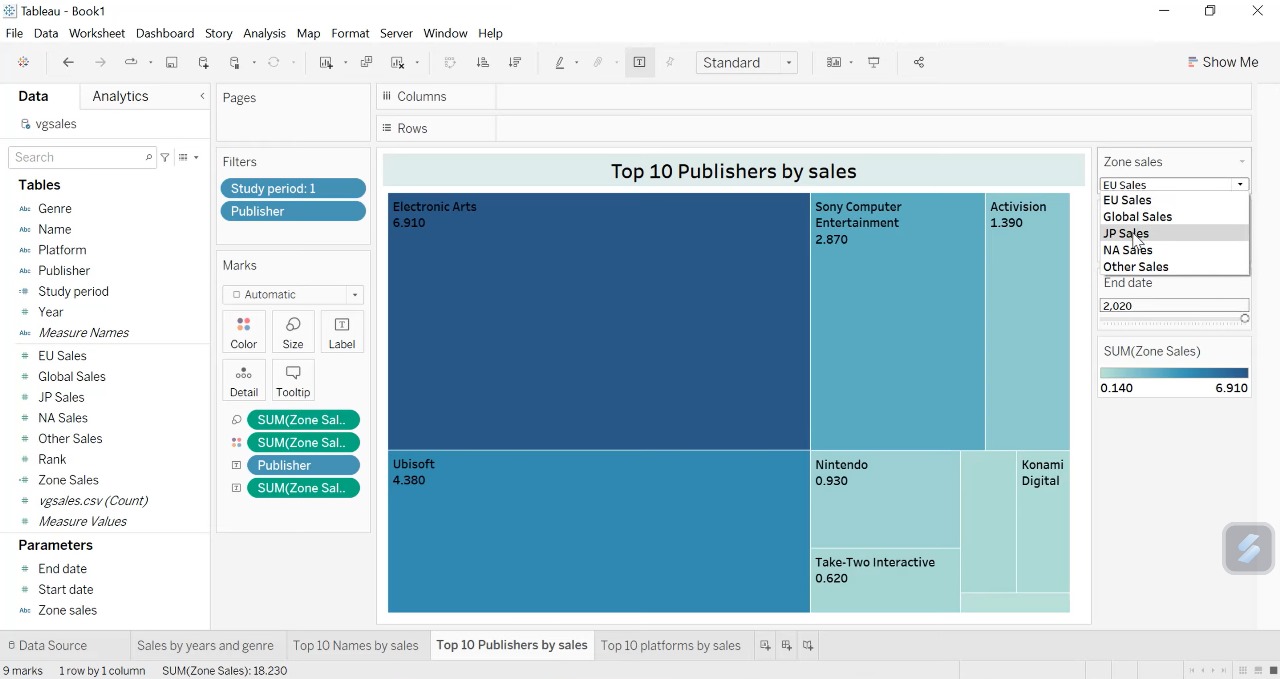 Tableau - Book1
File Data Worksheet Dashboard Story Analysis Map Format Server Window Help
Standard
Show Me
Data Analytics
vgsales
Search
Tables
Abc Genre
Abc Name
Abc Platform
Abc Publisher
Study period
# Year
Abc Measure Names
# EU Sales
# Global Sales
# JP Sales
# NA Sales
# Other Sales
# Rank
Zone Sales
# vgsales.csv (Count)
# Measure Values
Parameters
# End date
# Start date
Abc Zone sales
Pages
Filters
Study period: 1
Publisher
Marks
Automatic
Color Size Label
Detail Tooltip
SUM(Zone Sal..
SUM(Zone Sal..
Publisher
SUM(Zone Sal..
Columns
Rows
Top 10 Publishers by sales
Electronic Arts
6.910
Sony Computer
Entertainment
2.870
Activision
1.390
Ubisoft
4.380
Nintendo
0.930
Konami
Digital
Take-Two Interactive
0.620
Zone sales
EU Sales
EU Sales
Global Sales
JP Sales
NA Sales
Other Sales
End date
2,020
SUM(Zone Sales)
0.140 6.910
Data Source Sales by years and genre Top 10 Names by sales Top 10 Publishers by sales Top 10 platforms by sales
9 marks 1 row by 1 column SUM(Zone Sales): 18.230